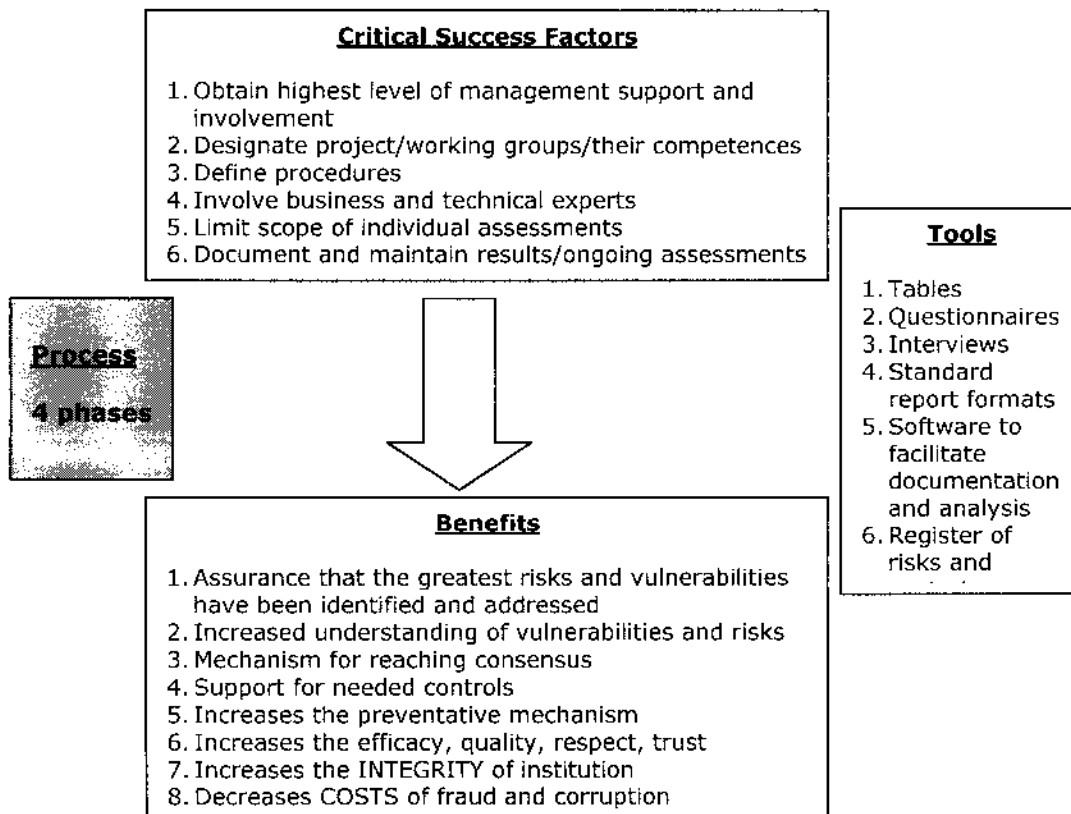 Critical Success Factors
1. Obtain highest level of management support and
involvement
2. Designate project/working groups/their competences
3. Define procedures
4. Involve business and technical experts
5. Limit scope of individual assessments
6. Document and maintain results/ongoing assessments
Process
4 phases
Tools
1. Tables
2. Questionnaires
3. Interviews
4. Standard
report formats
5. Software to
facilitate
documentation
and analysis
6. Register of
risks and
Benefits
1. Assurance that the greatest risks and vulnerabilities
have been identified and addressed
2. Increased understanding of vulnerabilities and risks
3. Mechanism for reaching consensus
4. Support for needed controls
5. Increases the preventative mechanism
6. Increases the efficacy, quality, respect, trust
7. Increases the INTEGRITY of institution
8. Decreases COSTS of fraud and corruption